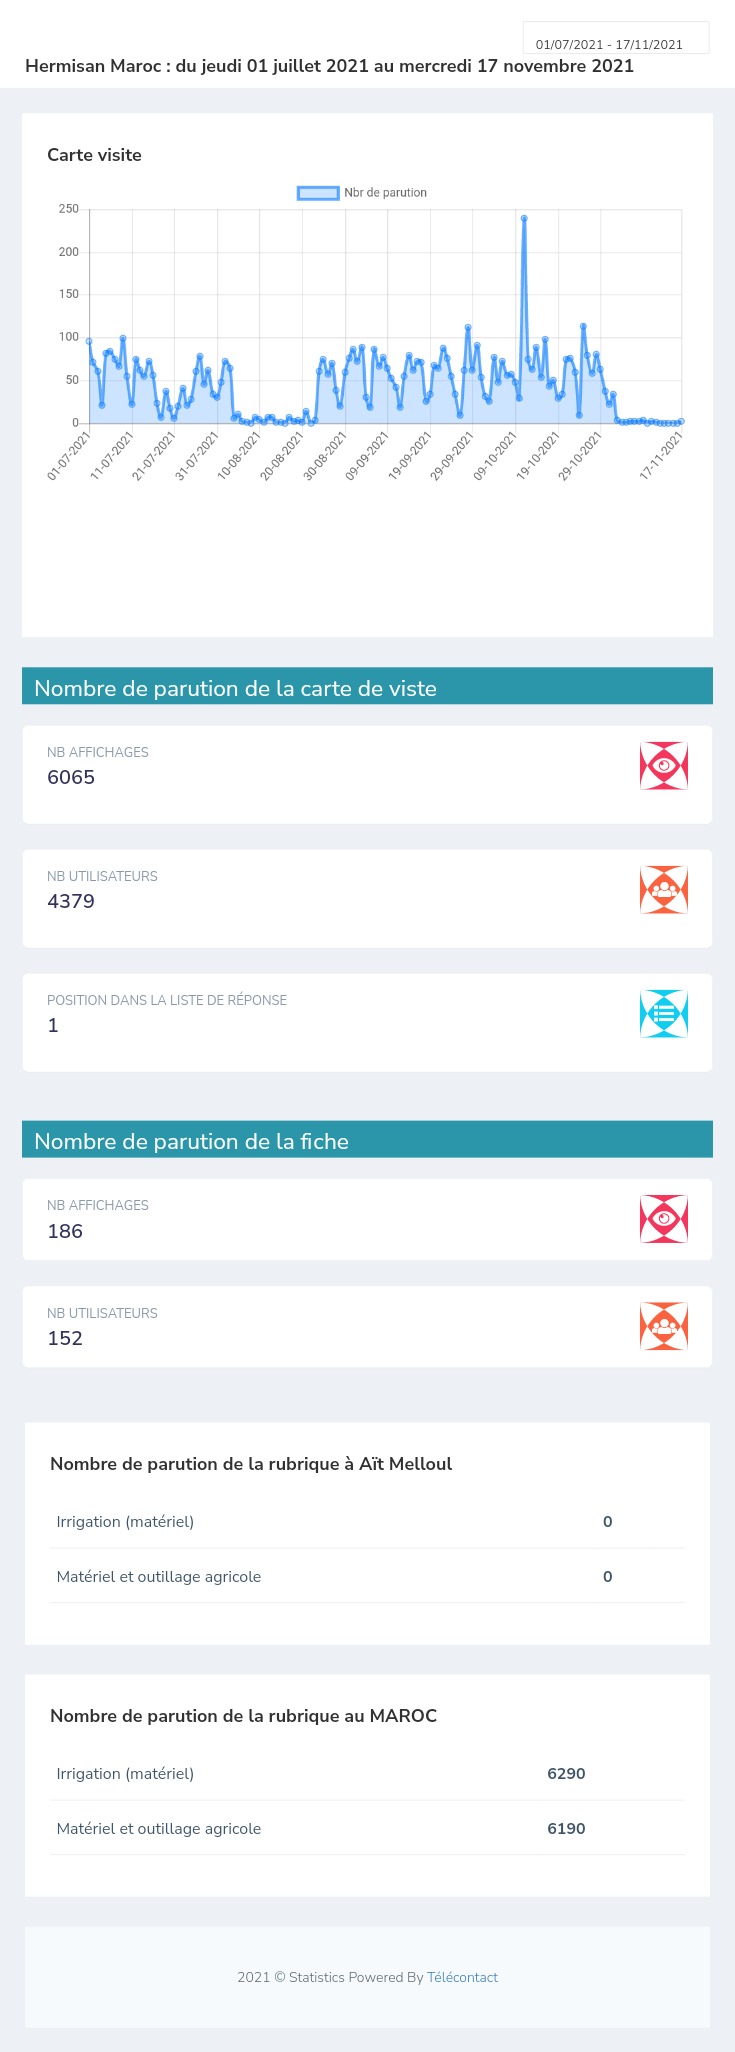 01/07/2021 - 17/11/2021
Hermisan Maroc : du jeudi 01 juillet 2021 au mercredi 17 novembre 2021
Carte visite
Nbr de parution
250
200
150
100
50
0
01-07-2021
11-07-2021
21-07-2021
31-07-2021
10-08-2021
20-08-2021
30-08-2021
09-09-2021
19-09-2021
29-09-2021
09-10-2021
19-10-2021
29-10-2021
17-11-2021
Nombre de parution de la carte de viste
NB AFFICHAGES
6065
NB UTILISATEURS
4379
POSITION DANS LA LISTE DE RÉPONSE
1
Nombre de parution de la fiche
NB AFFICHAGES
186
NB UTILISATEURS
152
Nombre de parution de la rubrique à Aït Melloul
Irrigation (matériel) 0
Matériel et outillage agricole 0
Nombre de parution de la rubrique au MAROC
Irrigation (matériel) 6290
Matériel et outillage agricole 6190
2021 © Statistics Powered By Télécontact